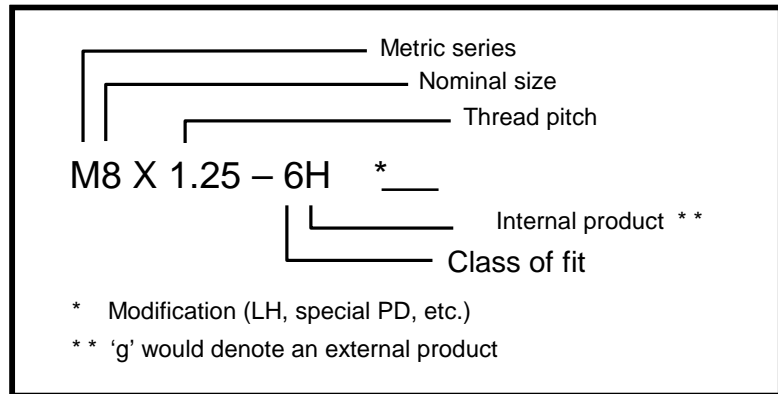 Metric series
Nominal size
Thread pitch
M8 X 1.25 – 6H *___
Internal product * *
Class of fit
* Modification (LH, special PD, etc.)
* * ‘g’ would denote an external product